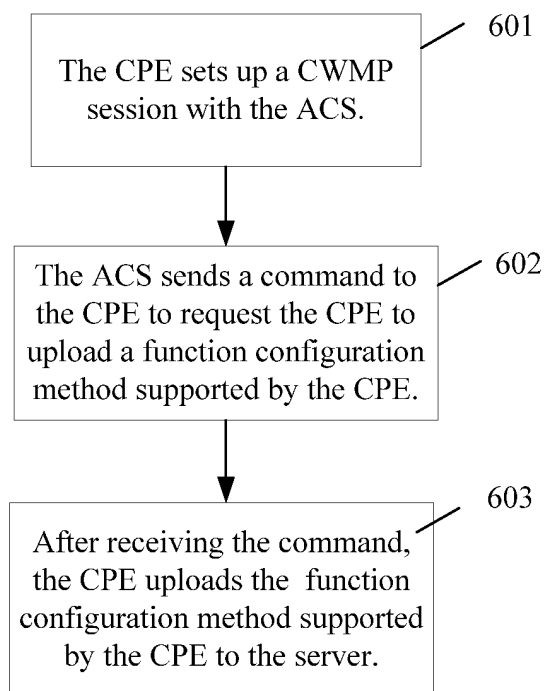 601
The CPE sets up a CWMP
session with the ACS.
602
The ACS sends a command to
the CPE to request the CPE to
upload a function configuration
method supported by the CPE.
603
After receiving the command,
the CPE uploads the function
configuration method supported
by the CPE to the server.